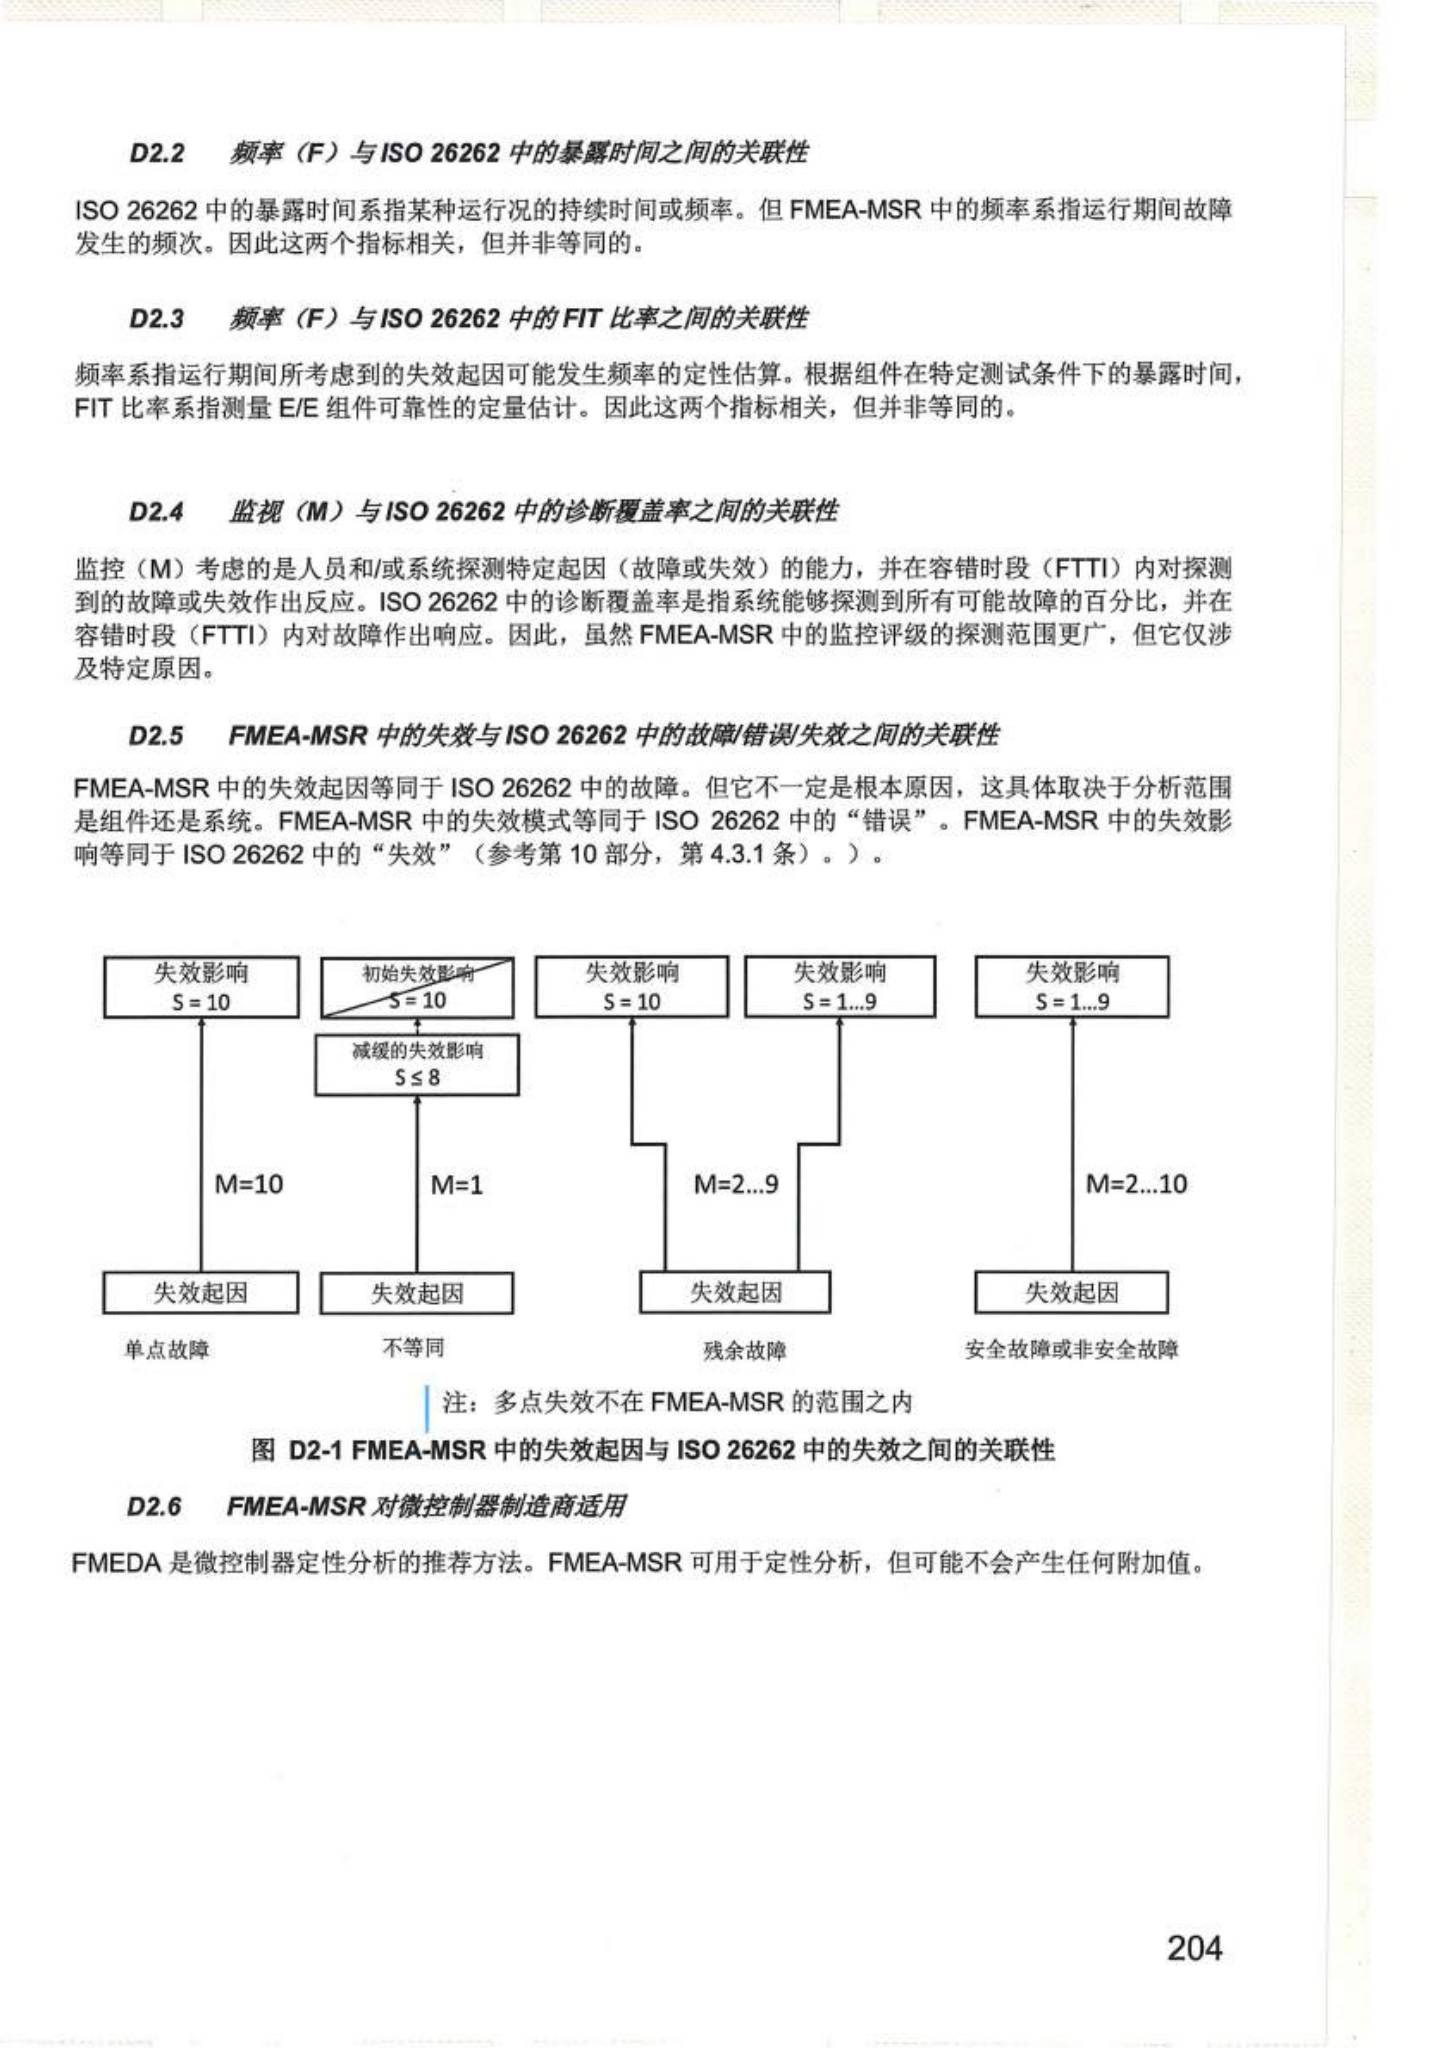 D2.2 频率（F）与 ISO 26262 中的暴露时间之间的关联性
ISO 26262 中的暴露时间系指某种运行况的持续时间或频率。但 FMEA-MSR 中的频率系指运行期间故障
发生的频次。因此这两个指标相关，但并非等同的。
D2.3 频率（F）与 ISO 26262 中的 FIT 比率之间的关联性
频率系指运行期间所考虑到的失效起因可能发生频率的定性估算。根据组件在特定测试条件下的暴露时间，
FIT 比率系指测量 E/E 组件可靠性的定量估计。因此这两个指标相关，但并非等同的。
D2.4 监视（M）与 ISO 26262 中的诊断覆盖率之间的关联性
监控（M）考虑的是人员和/或系统探测特定起因（故障或失效）的能力，并在容错时段（FTTI）内对探测
到的故障或失效作出反应。ISO 26262 中的诊断覆盖率是指系统能够探测到所有可能故障的百分比，并在
容错时段（FTTI）内对故障作出响应。因此，虽然 FMEA-MSR 中的监控评级的探测范围更广，但它仅涉
及特定原因。
D2.5 FMEA-MSR 中的失效与 ISO 26262 中的故障/错误/失效之间的关联性
FMEA-MSR 中的失效起因等同于 ISO 26262 中的故障。但它不一定是根本原因，这具体取决于分析范围
是组件还是系统。FMEA-MSR 中的失效模式等同于 ISO 26262 中的“错误”。FMEA-MSR 中的失效影
响等同于 ISO 26262 中的“失效”（参考第 10 部分，第 4.3.1 条）。）。
失效影响 初始失效影响 失效影响 失效影响 失效影响
S = 10 S = 10 S = 10 S = 1...9 S = 1...9
减缓的失效影响
S ≤ 8
M=10 M=1 M=2...9 M=2...10
失效起因 失效起因 失效起因 失效起因
单点故障 不等同 残余故障 安全故障或非安全故障
注：多点失效不在 FMEA-MSR 的范围之内
图 D2-1 FMEA-MSR 中的失效起因与 ISO 26262 中的失效之间的关联性
D2.6 FMEA-MSR 对微控制器制造商适用
FMEDA 是微控制器定性分析的推荐方法。FMEA-MSR 可用于定性分析，但可能不会产生任何附加值。
204